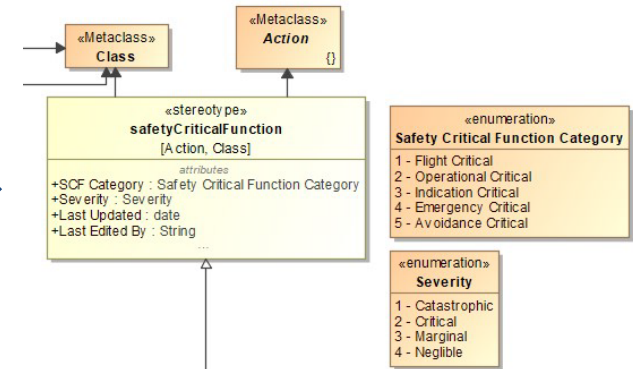 «Metaclass»
Class
«Metaclass»
Action
{}
«stereotype»
safetyCriticalFunction
[Action, Class]
attributes
+SCF Category : Safety Critical Function Category
+Severity : Severity
+Last Updated : date
+Last Edited By : String
...
«enumeration»
Safety Critical Function Category
1 - Flight Critical
2 - Operational Critical
3 - Indication Critical
4 - Emergency Critical
5 - Avoidance Critical
«enumeration»
Severity
1 - Catastrophic
2 - Critical
3 - Marginal
4 - Neglible